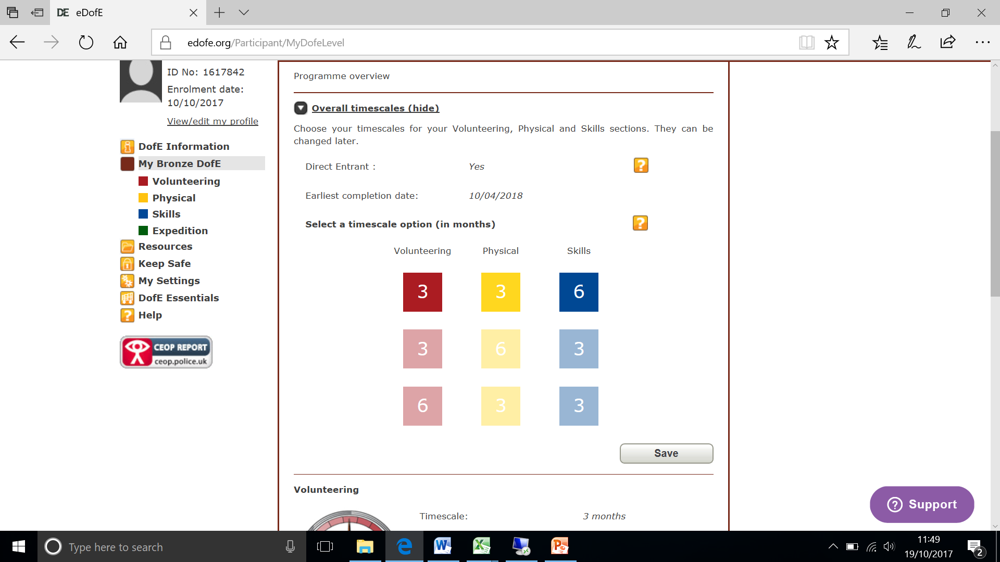 eDofE
edofe.org/Participant/MyDofeLevel
ID No: 1617842
Enrolment date:
10/10/2017
View/edit my profile
DofE Information
My Bronze DofE
Volunteering
Physical
Skills
Expedition
Resources
Keep Safe
My Settings
DofE Essentials
Help
CEOP REPORT
ceop.police.uk
Programme overview
Overall timescales (hide)
Choose your timescales for your Volunteering, Physical and Skills sections. They can be
changed later.
Direct Entrant : Yes
Earliest completion date: 10/04/2018
Select a timescale option (in months)
Volunteering Physical Skills
3 3 6
3 6 3
6 3 3
Save
Volunteering
Timescale: 3 months
Support
Type here to search
11:49
19/10/2017
2